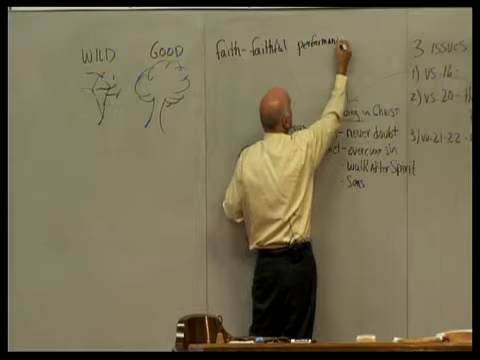 WILD GOOD
faith - faithful performan
ing in Christ
- never doubt
- overcome sin
- walk After Spirit
- Sons
3 ISSUES
1) VS. 16 -
2) VS. 20 -
3) VV. 21-22 -